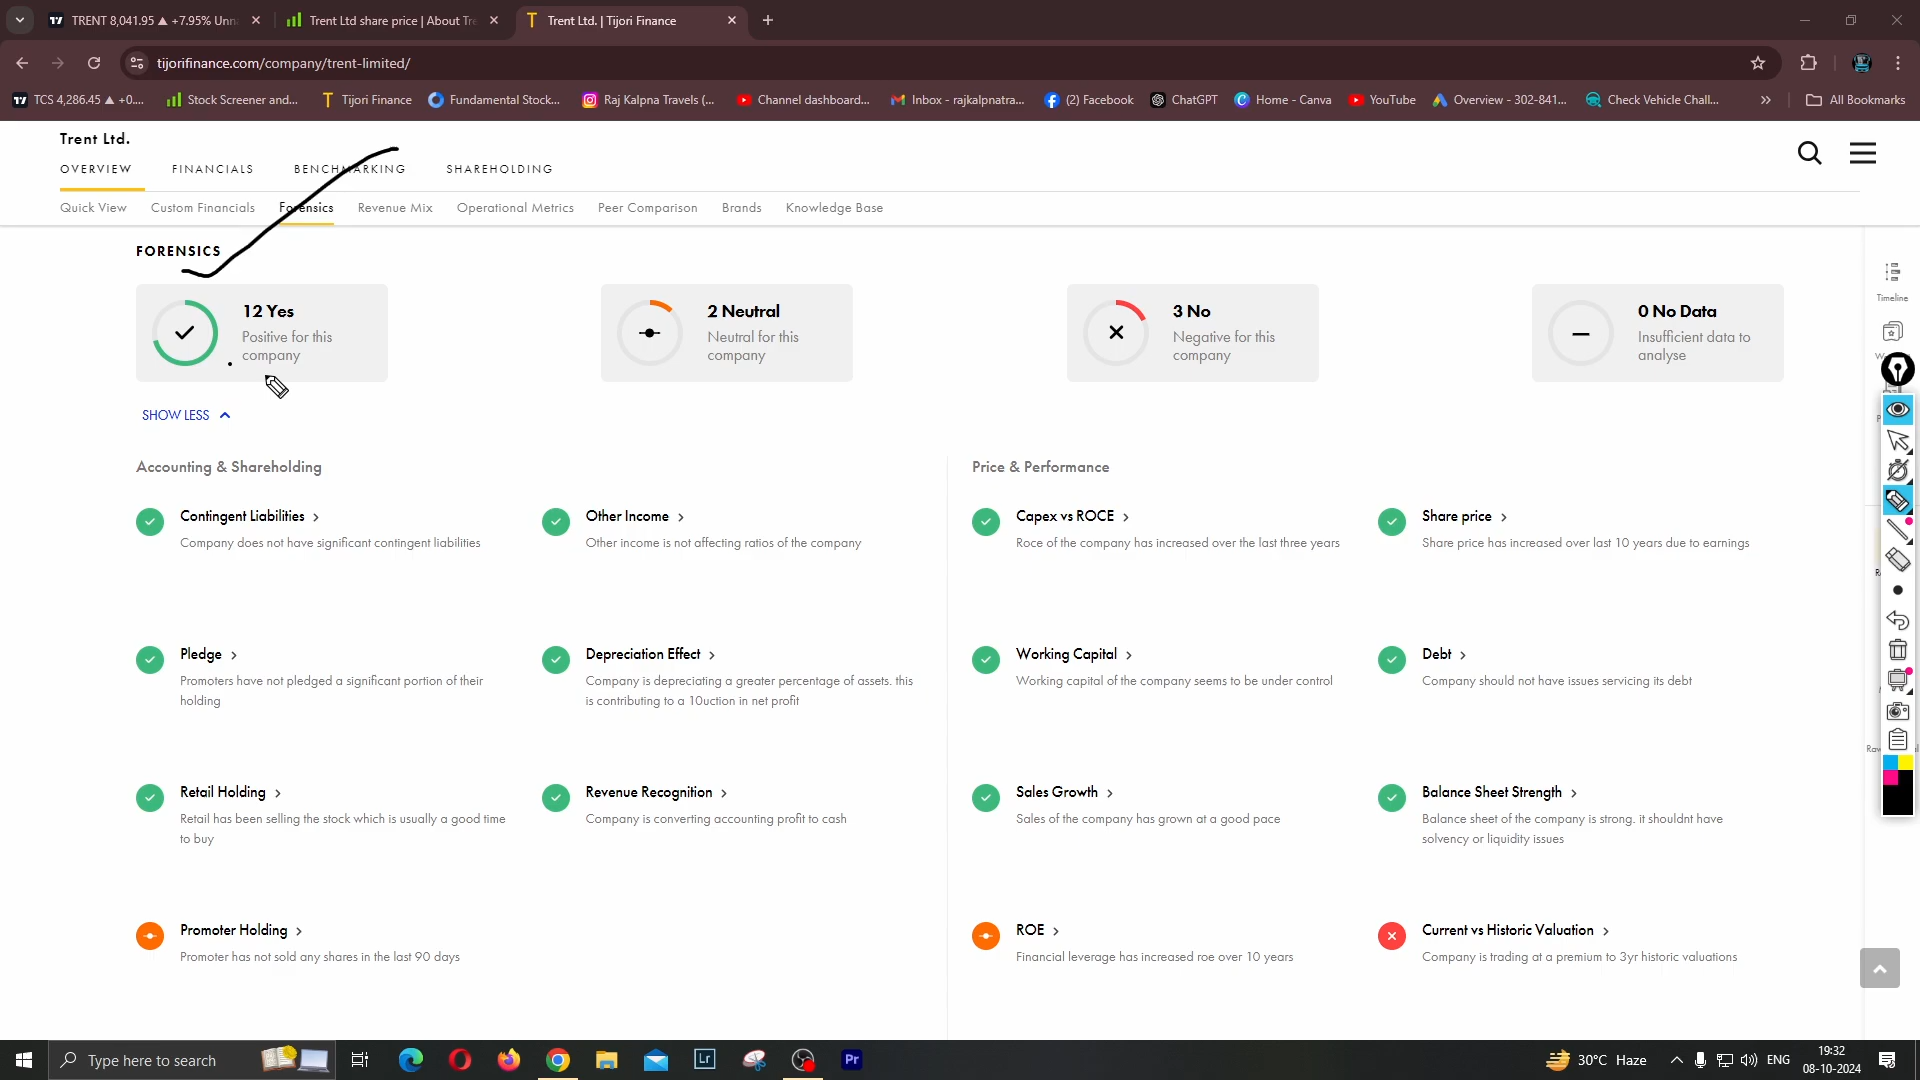 TRENT 8,041.95 ▲ +7.95% Unna
Trent Ltd share price | About Tre
Trent Ltd. | Tijori Finance
tijorifinance.com/company/trent-limited/
TCS 4,286.45 ▲ +0....
Stock Screener and...
Tijori Finance
Fundamental Stock...
Raj Kalpna Travels (...
Channel dashboard...
Inbox - rajkalpnatra...
(2) Facebook
ChatGPT
Home - Canva
YouTube
Overview - 302-841...
Check Vehicle Chall...
All Bookmarks
Trent Ltd.
OVERVIEW FINANCIALS BENCHMARKING SHAREHOLDING
Quick View Custom Financials Forensics Revenue Mix Operational Metrics Peer Comparison Brands Knowledge Base
FORENSICS
Timeline
12 Yes
Positive for this
company
2 Neutral
Neutral for this
company
3 No
Negative for this
company
0 No Data
Insufficient data to
analyse
SHOW LESS
Accounting & Shareholding
Contingent Liabilities
Company does not have significant contingent liabilities
Other Income
Other income is not affecting ratios of the company
Pledge
Promoters have not pledged a significant portion of their
holding
Depreciation Effect
Company is depreciating a greater percentage of assets. this
is contributing to a 10uction in net profit
Retail Holding
Retail has been selling the stock which is usually a good time
to buy
Revenue Recognition
Company is converting accounting profit to cash
Promoter Holding
Promoter has not sold any shares in the last 90 days
Price & Performance
Capex vs ROCE
Roce of the company has increased over the last three years
Share price
Share price has increased over last 10 years due to earnings
Working Capital
Working capital of the company seems to be under control
Debt
Company should not have issues servicing its debt
Sales Growth
Sales of the company has grown at a good pace
Balance Sheet Strength
Balance sheet of the company is strong. it shouldnt have
solvency or liquidity issues
ROE
Financial leverage has increased roe over 10 years
Current vs Historic Valuation
Company is trading at a premium to 3yr historic valuations
Type here to search
Lr
Pr
30°C Haze
ENG
19:32
08-10-2024